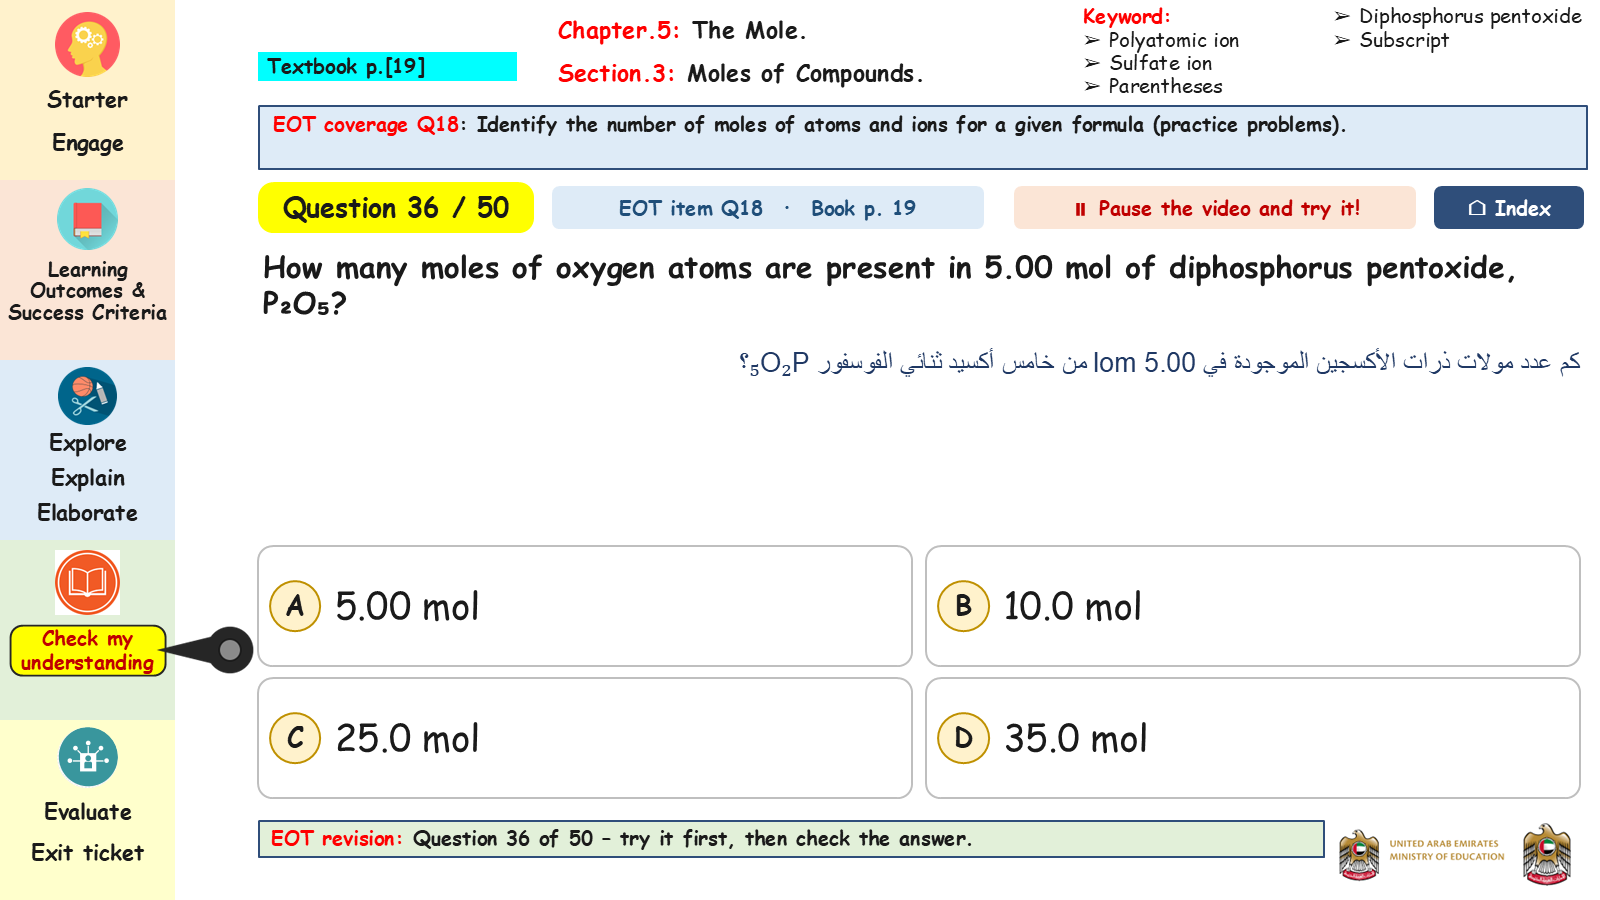 Starter
Engage
Learning
Outcomes &
Success Criteria
Explore
Explain
Elaborate
Check my
understanding
Evaluate
Exit ticket
Textbook p.[19]
Chapter.5: The Mole.
Section.3: Moles of Compounds.
Keyword:
➢ Polyatomic ion
➢ Sulfate ion
➢ Parentheses
➢ Diphosphorus pentoxide
➢ Subscript
EOT coverage Q18: Identify the number of moles of atoms and ions for a given formula (practice problems).
Question 36 / 50
EOT item Q18 · Book p. 19
⏸ Pause the video and try it!
⌂ Index
How many moles of oxygen atoms are present in 5.00 mol of diphosphorus pentoxide,
P₂O₅?
كم عدد مولات ذرات الأكسجين الموجودة في 5.00 lom من خامس أكسيد ثنائي الفوسفور ₅O₂P؟
A 5.00 mol
B 10.0 mol
C 25.0 mol
D 35.0 mol
EOT revision: Question 36 of 50 – try it first, then check the answer.
UNITED ARAB EMIRATES
MINISTRY OF EDUCATION